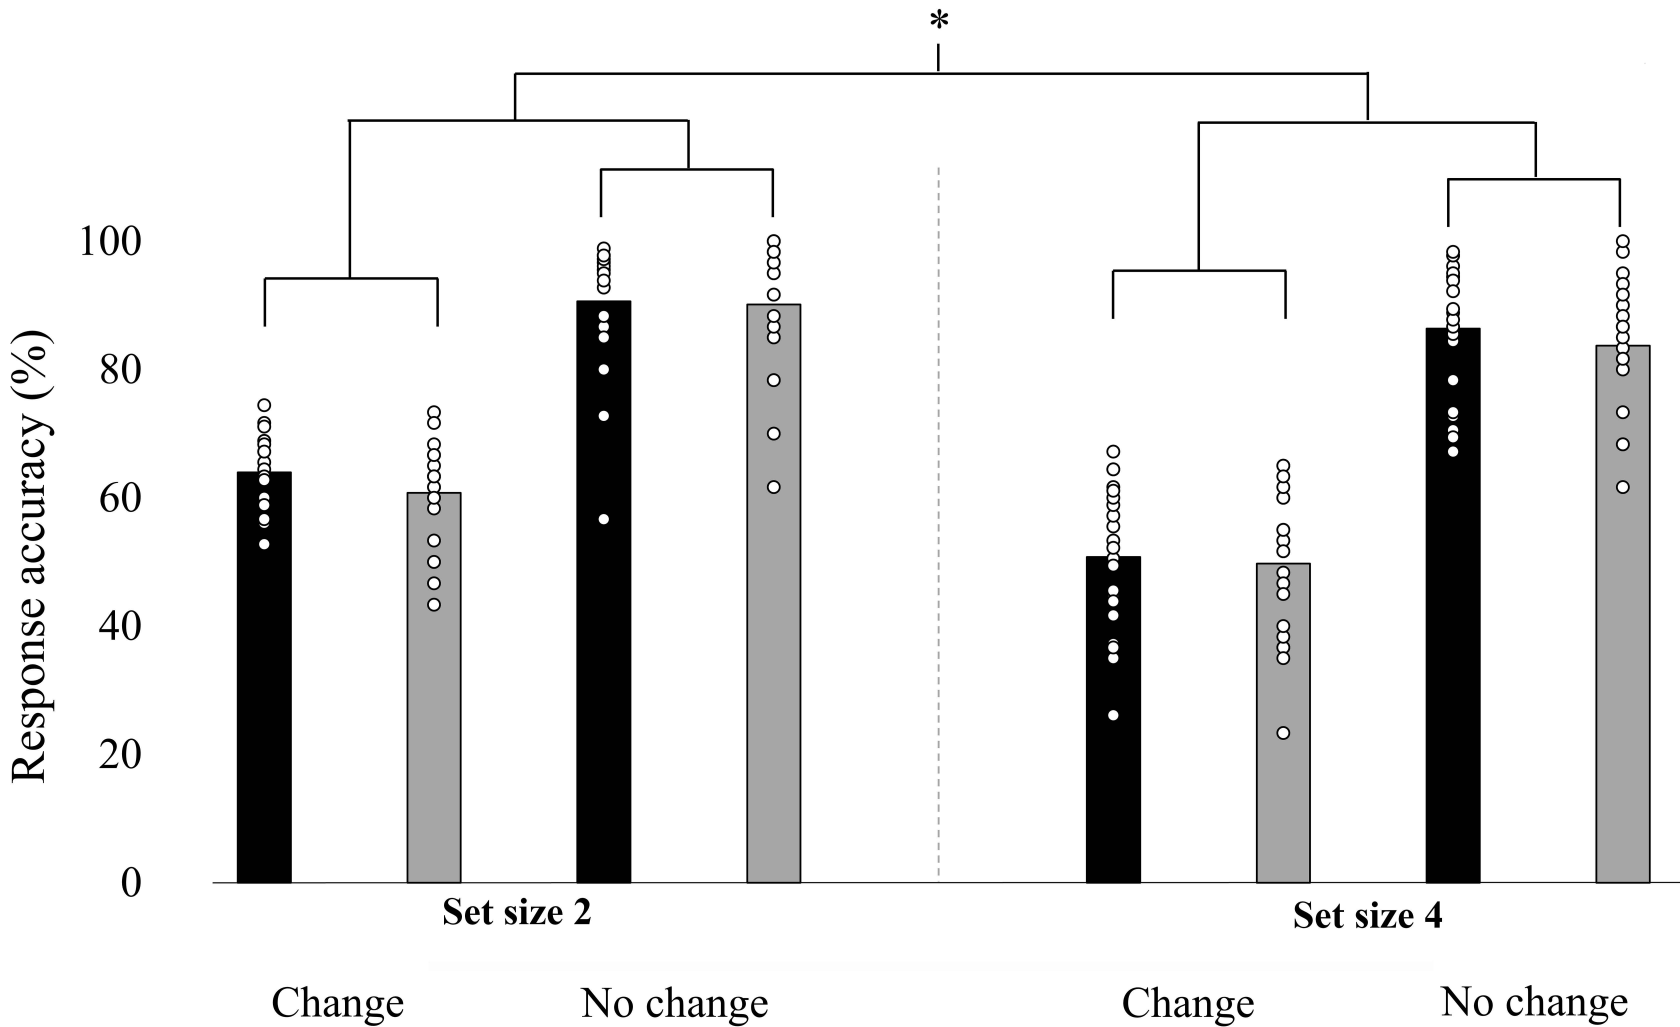 *
100
80
60
40
20
0
Response accuracy (%)
Set size 2
Set size 4
Change
No change
Change
No change